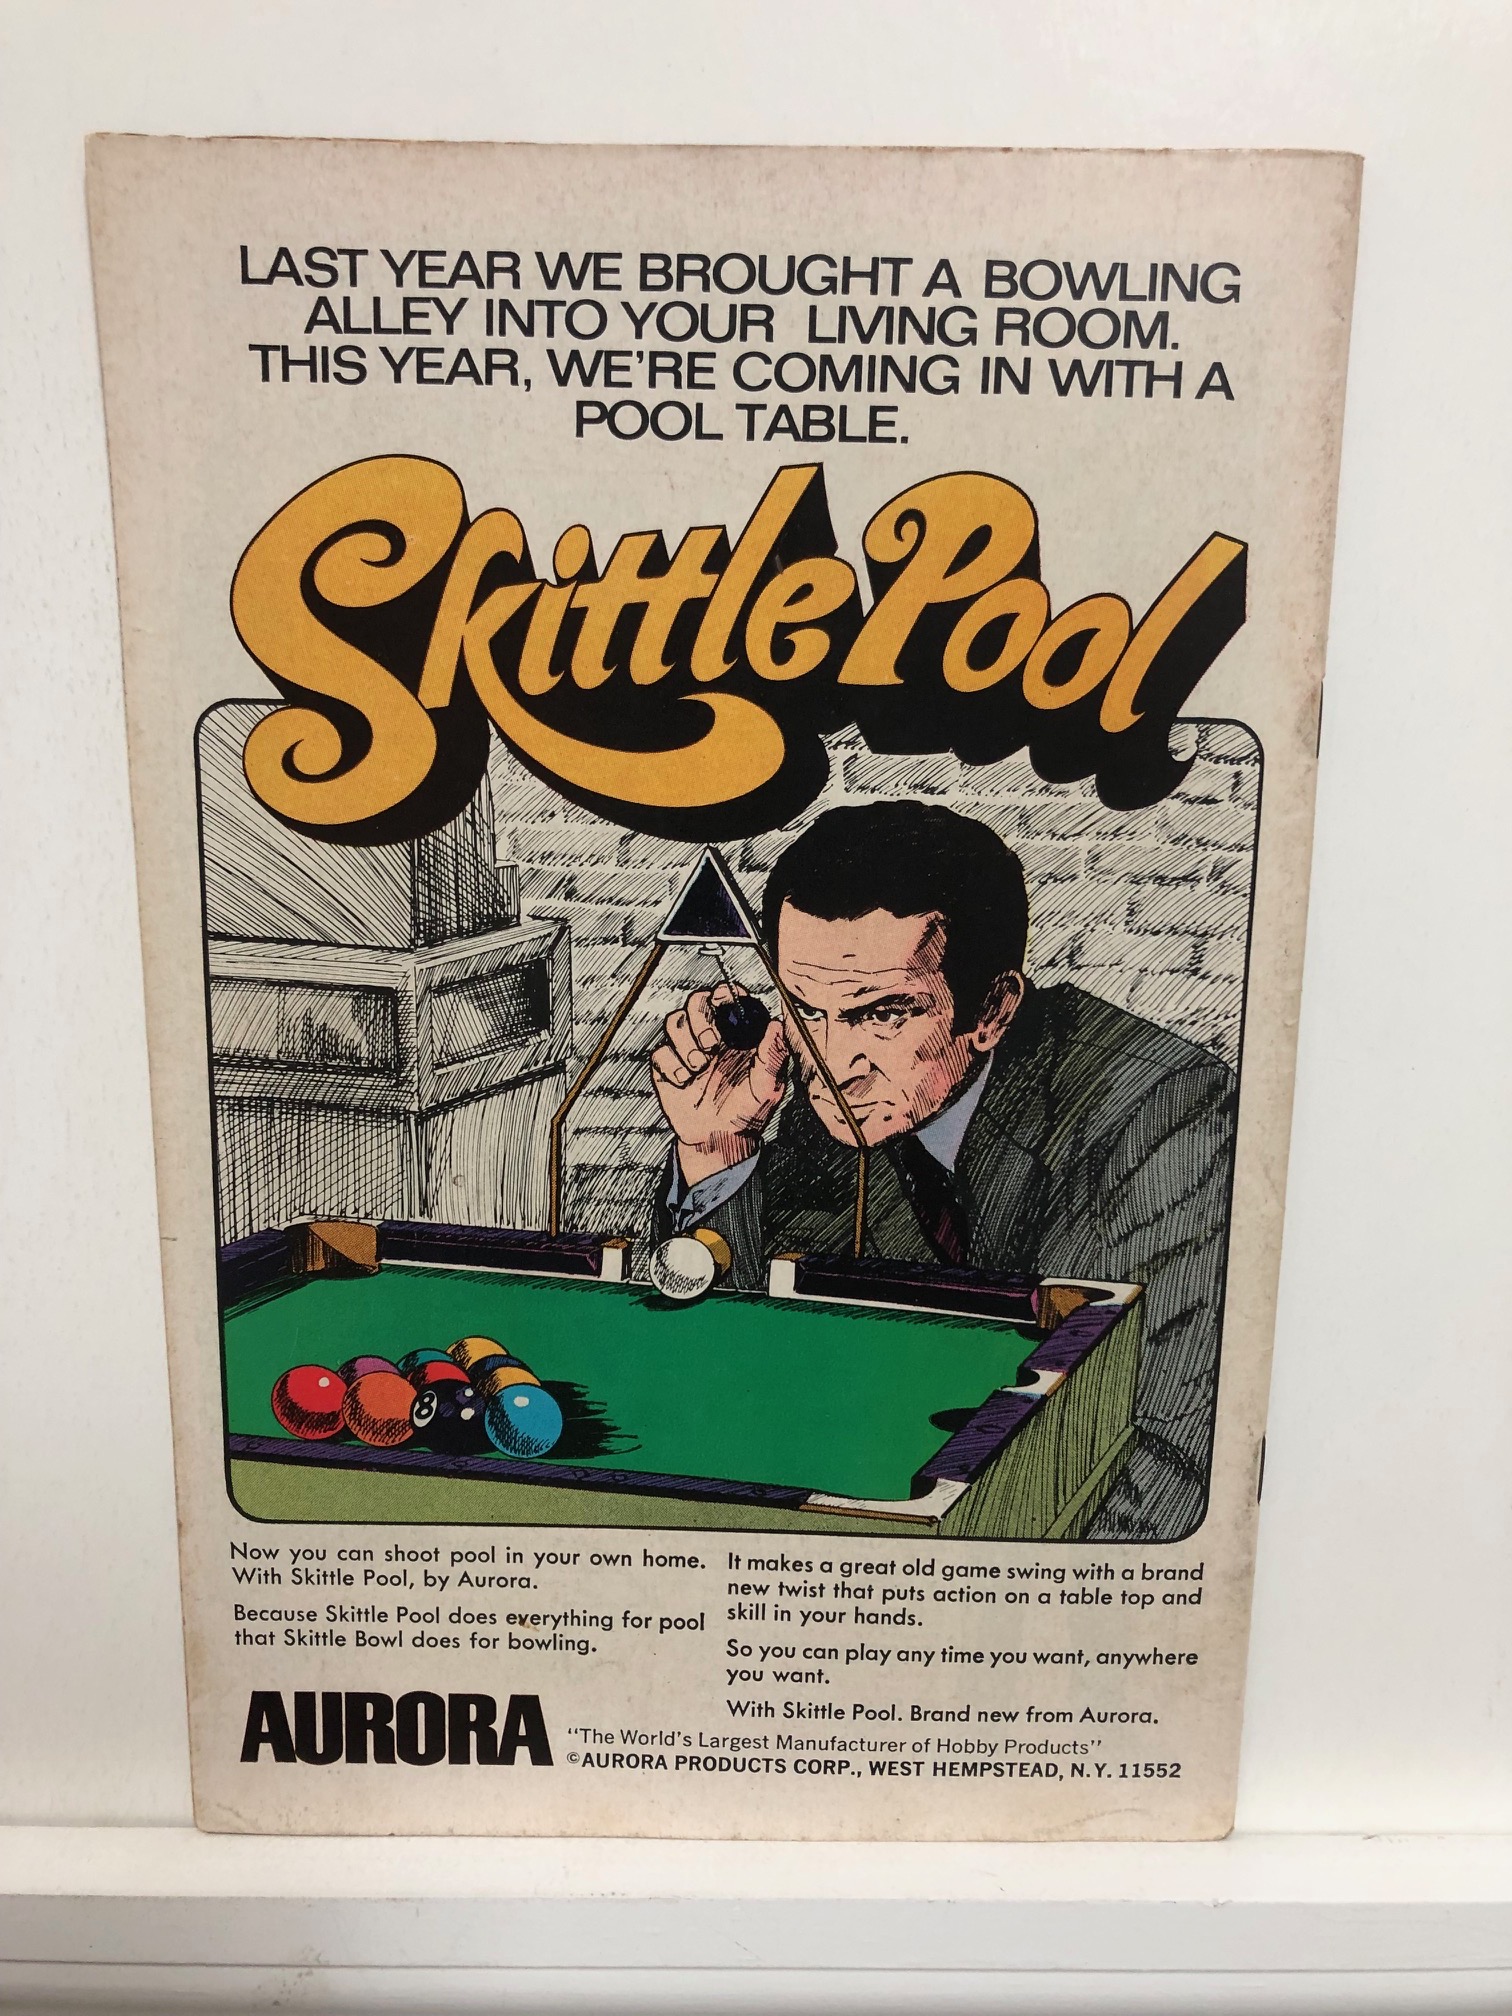 LAST YEAR WE BROUGHT A BOWLING
ALLEY INTO YOUR LIVING ROOM.
THIS YEAR, WE'RE COMING IN WITH A
POOL TABLE.
Skittle Pool
8
Now you can shoot pool in your own home.
With Skittle Pool, by Aurora.
Because Skittle Pool does everything for pool
that Skittle Bowl does for bowling.
It makes a great old game swing with a brand
new twist that puts action on a table top and
skill in your hands.
So you can play any time you want, anywhere
you want.
With Skittle Pool. Brand new from Aurora.
AURORA
"The World's Largest Manufacturer of Hobby Products"
©AURORA PRODUCTS CORP., WEST HEMPSTEAD, N.Y. 11552